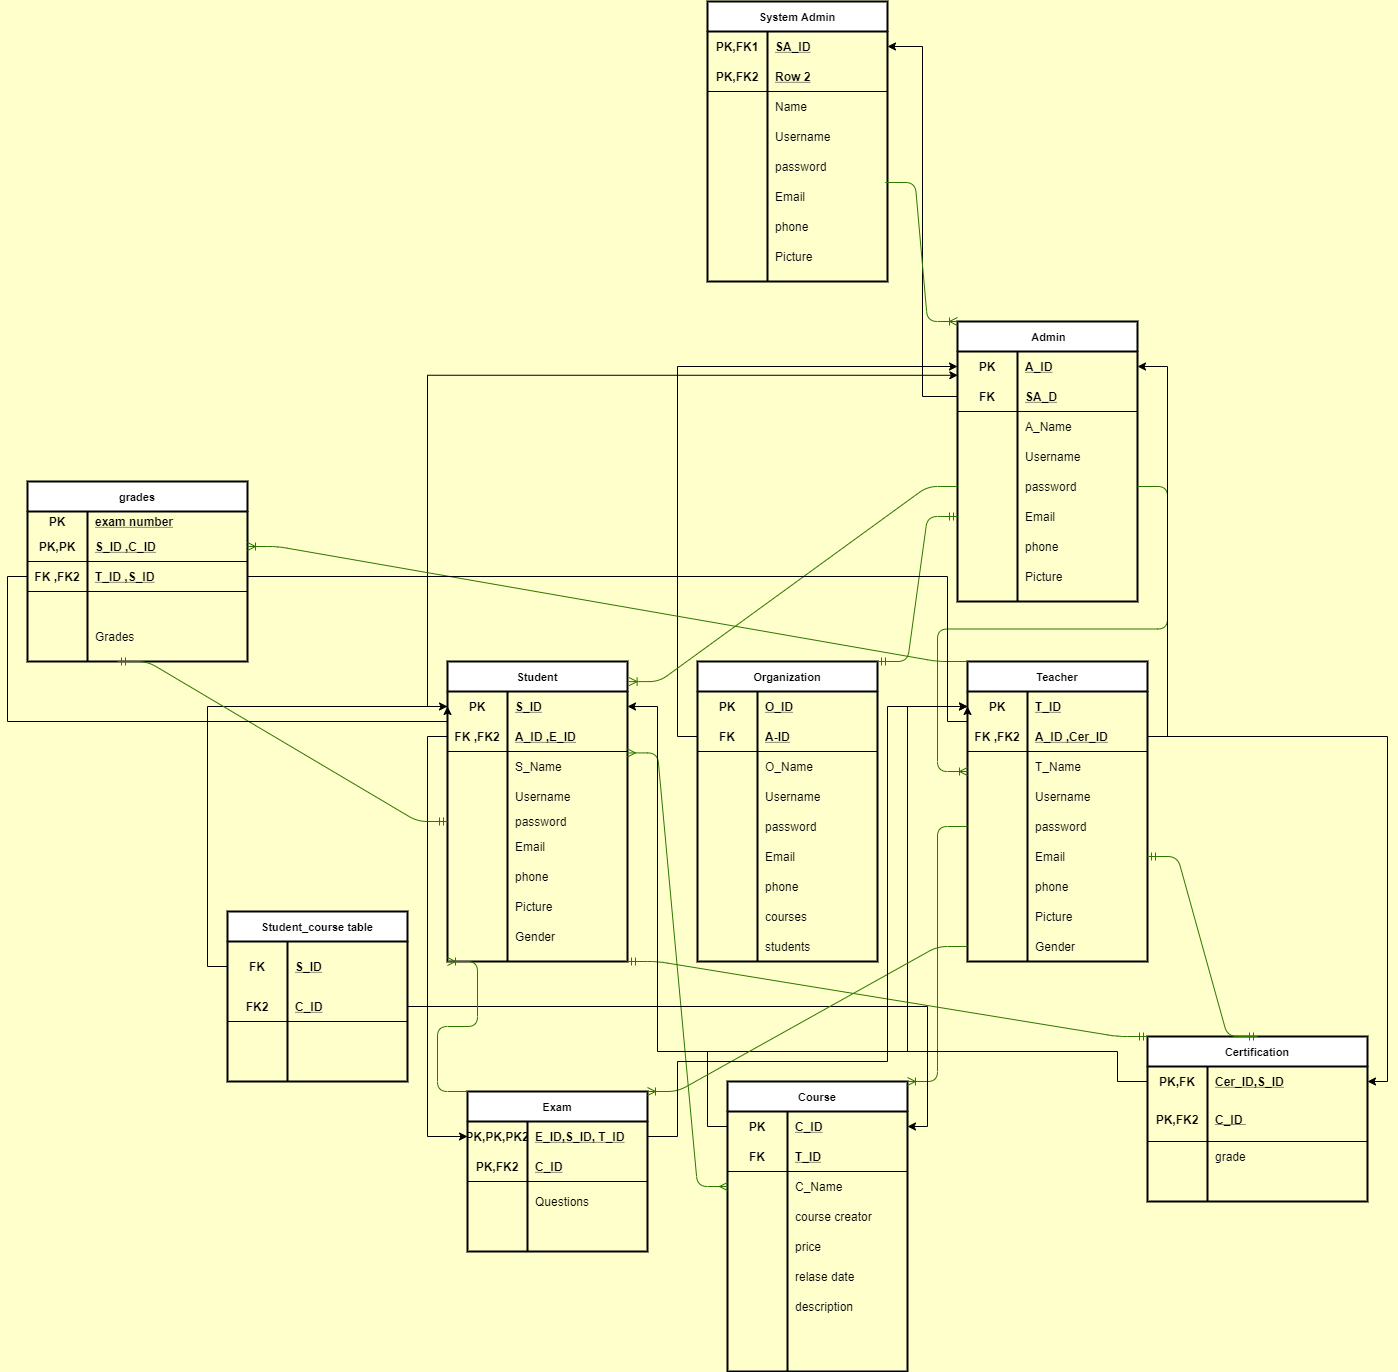 System Admin
PK,FK1 SA_ID
PK,FK2 Row 2
Name
Username
password
Email
phone
Picture
Admin
PK A_ID
FK SA_D
A_Name
Username
password
Email
phone
Picture
grades
PK exam number
PK,PK S_ID ,C_ID
FK ,FK2 T_ID ,S_ID
Grades
Student
PK S_ID
FK ,FK2 A_ID ,E_ID
S_Name
Username
password
Email
phone
Picture
Gender
Organization
PK O_ID
FK A-ID
O_Name
Username
password
Email
phone
courses
students
Teacher
PK T_ID
FK ,FK2 A_ID ,Cer_ID
T_Name
Username
password
Email
phone
Picture
Gender
Student_course table
FK S_ID
FK2 C_ID
Certification
PK,FK Cer_ID,S_ID
PK,FK2 C_ID
grade
Exam
PK,PK,PK2 E_ID,S_ID, T_ID
PK,FK2 C_ID
Questions
Course
PK C_ID
FK T_ID
C_Name
course creator
price
relase date
description